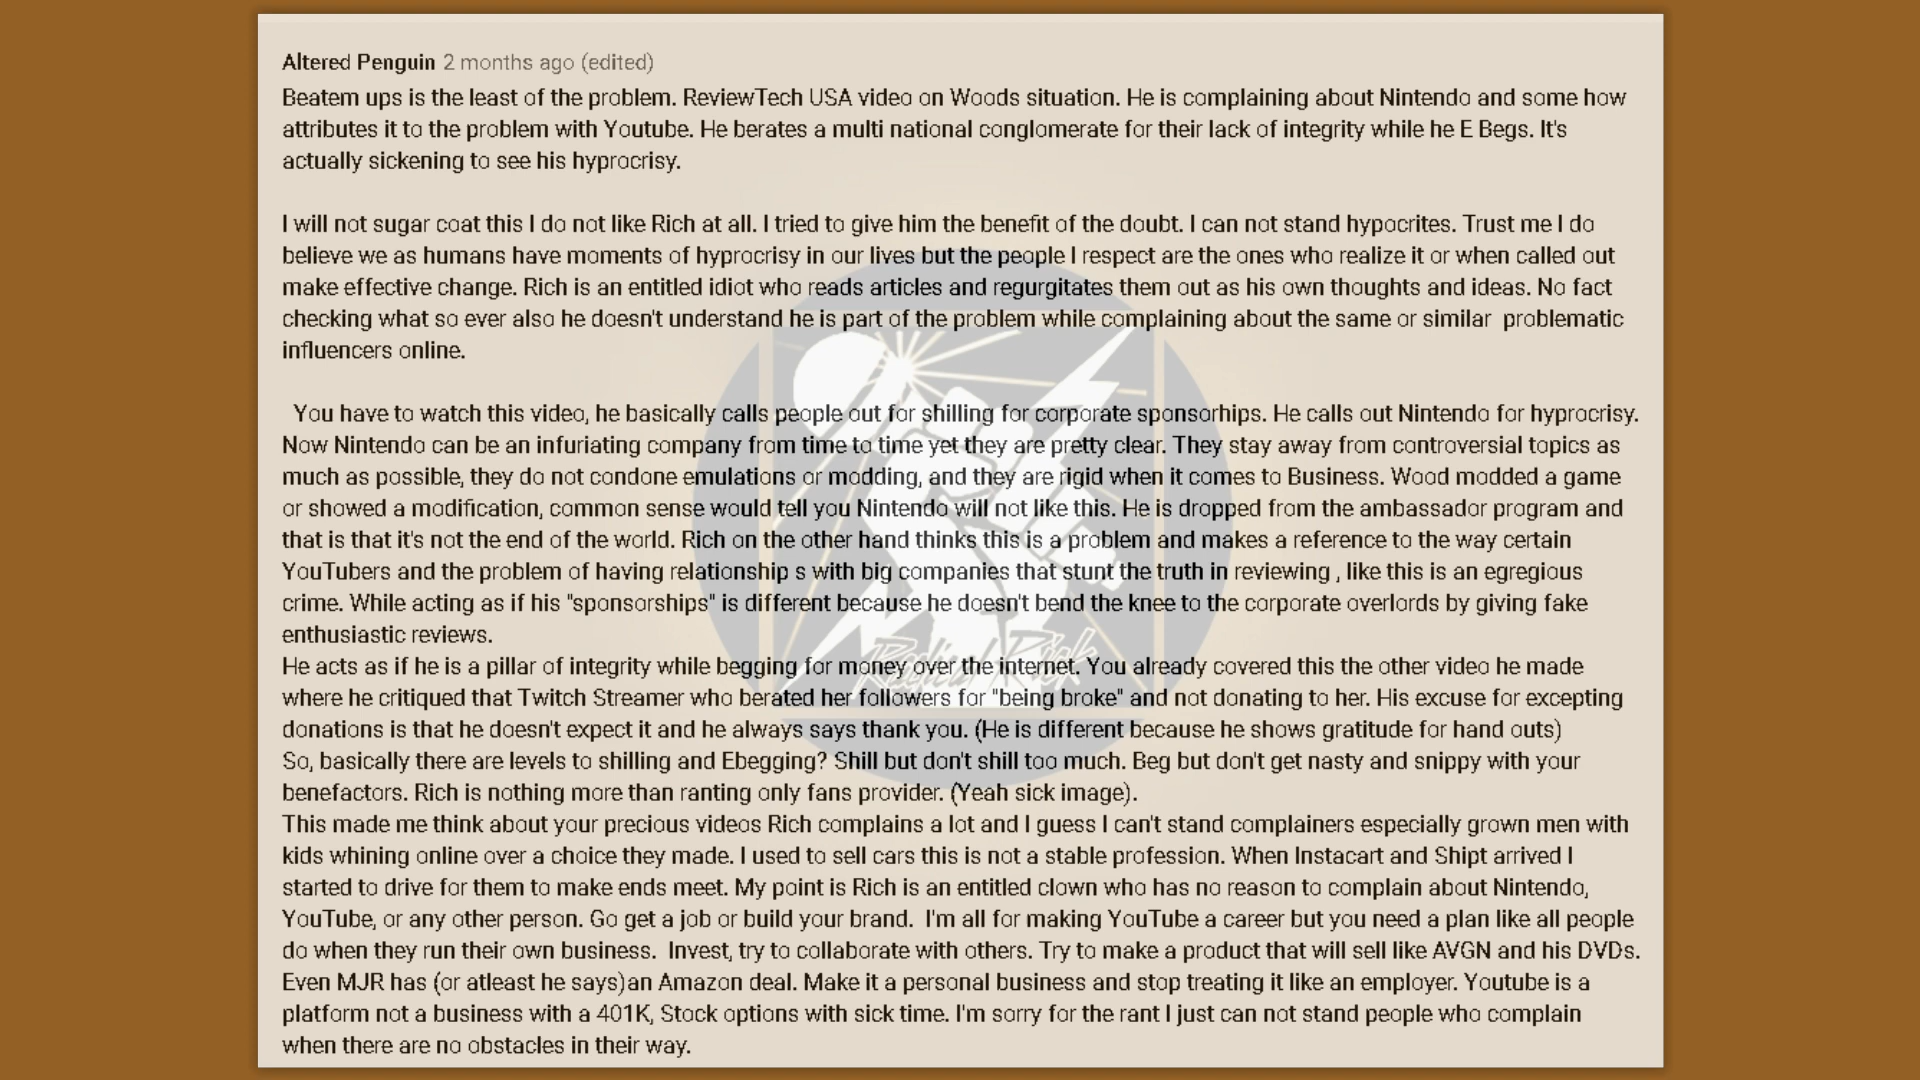 Altered Penguin 2 months ago (edited)
Beatem ups is the least of the problem. ReviewTech USA video on Woods situation. He is complaining about Nintendo and some how
attributes it to the problem with Youtube. He berates a multi national conglomerate for their lack of integrity while he E Begs. It's
actually sickening to see his hyprocrisy.
I will not sugar coat this I do not like Rich at all. I tried to give him the benefit of the doubt. I can not stand hypocrites. Trust me I do
believe we as humans have moments of hyprocrisy in our lives but the people I respect are the ones who realize it or when called out
make effective change. Rich is an entitled idiot who reads articles and regurgitates them out as his own thoughts and ideas. No fact
checking what so ever also he doesn't understand he is part of the problem while complaining about the same or similar  problematic
influencers online.
You have to watch this video, he basically calls people out for shilling for corporate sponsorhips. He calls out Nintendo for hyprocrisy.
Now Nintendo can be an infuriating company from time to time yet they are pretty clear. They stay away from controversial topics as
much as possible, they do not condone emulations or modding, and they are rigid when it comes to Business. Wood modded a game
or showed a modification, common sense would tell you Nintendo will not like this. He is dropped from the ambassador program and
that is that it's not the end of the world. Rich on the other hand thinks this is a problem and makes a reference to the way certain
YouTubers and the problem of having relationship s with big companies that stunt the truth in reviewing , like this is an egregious
crime. While acting as if his "sponsorships" is different because he doesn't bend the knee to the corporate overlords by giving fake
enthusiastic reviews.
He acts as if he is a pillar of integrity while begging for money over the internet. You already covered this the other video he made
where he critiqued that Twitch Streamer who berated her followers for "being broke" and not donating to her. His excuse for excepting
donations is that he doesn't expect it and he always says thank you. (He is different because he shows gratitude for hand outs)
So, basically there are levels to shilling and Ebegging? Shill but don't shill too much. Beg but don't get nasty and snippy with your
benefactors. Rich is nothing more than ranting only fans provider. (Yeah sick image).
This made me think about your precious videos Rich complains a lot and I guess I can't stand complainers especially grown men with
kids whining online over a choice they made. I used to sell cars this is not a stable profession. When Instacart and Shipt arrived I
started to drive for them to make ends meet. My point is Rich is an entitled clown who has no reason to complain about Nintendo,
YouTube, or any other person. Go get a job or build your brand.  I'm all for making YouTube a career but you need a plan like all people
do when they run their own business.  Invest, try to collaborate with others. Try to make a product that will sell like AVGN and his DVDs.
Even MJR has (or atleast he says)an Amazon deal. Make it a personal business and stop treating it like an employer. Youtube is a
platform not a business with a 401K, Stock options with sick time. I'm sorry for the rant I just can not stand people who complain
when there are no obstacles in their way.
Radical Rick